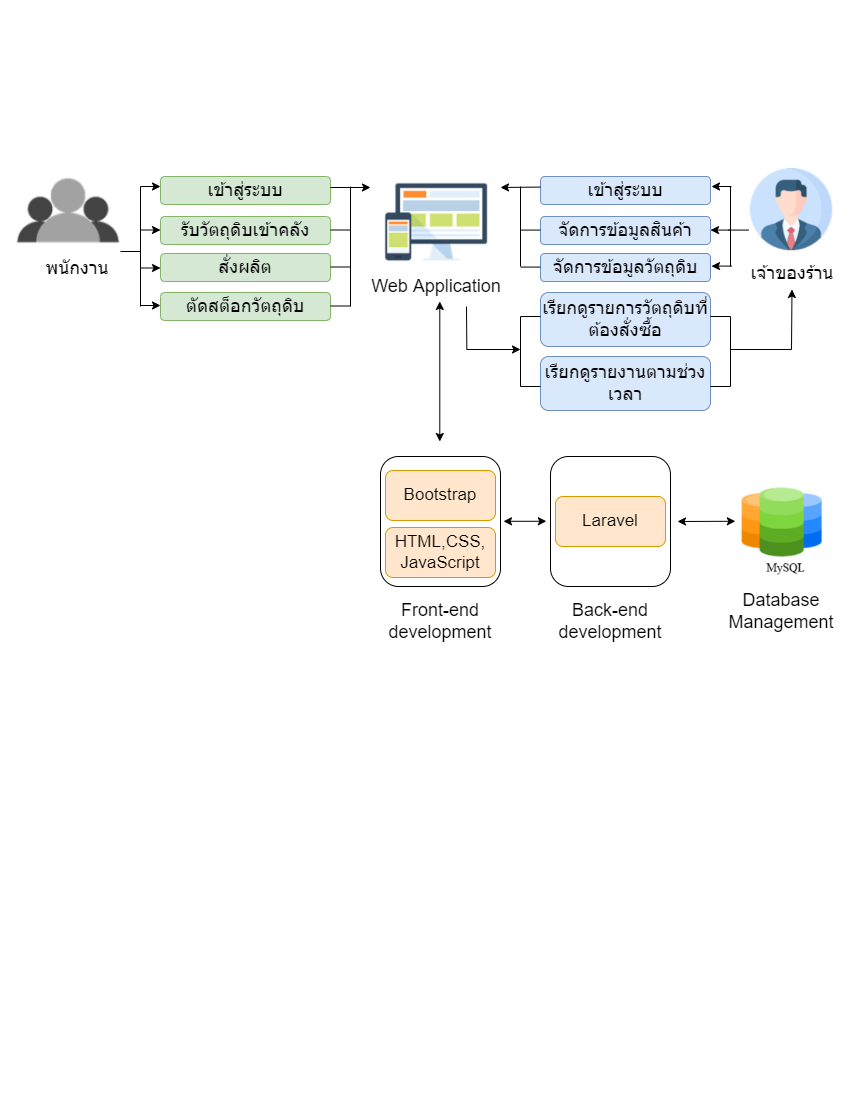 เข้าสู่ระบบ
รับวัตถุดิบเข้าคลัง
สั่งผลิต
ตัดสต็อกวัตถุดิบ
พนักงาน
Web Application
เข้าสู่ระบบ
จัดการข้อมูลสินค้า
จัดการข้อมูลวัตถุดิบ
เจ้าของร้าน
เรียกดูรายการวัตถุดิบที่
ต้องสั่งซื้อ
เรียกดูรายงานตามช่วง
เวลา
Bootstrap
HTML,CSS,
JavaScript
Front-end
development
Laravel
Back-end
development
MySQL
Database
Management